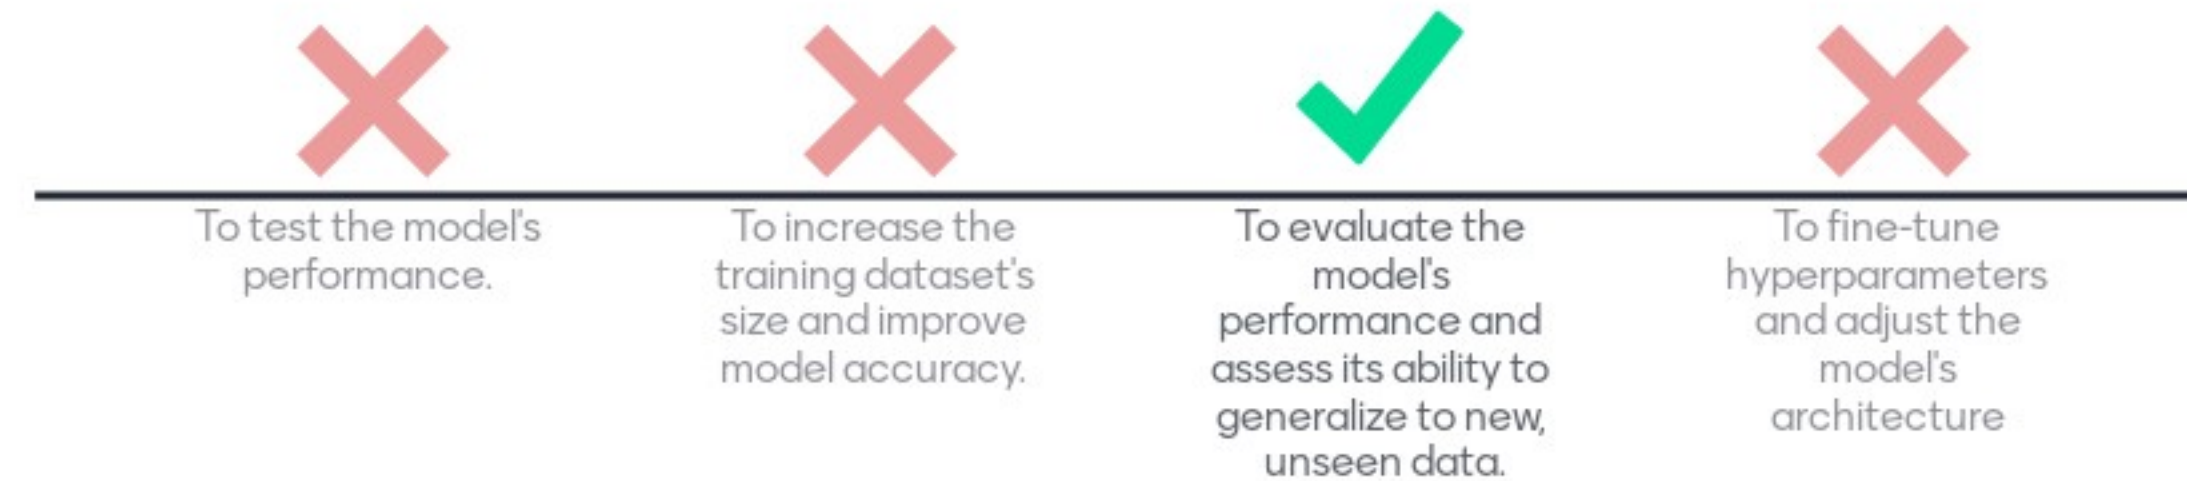 To test the model's
performance.
To increase the
training dataset's
size and improve
model accuracy.
To evaluate the
model's
performance and
assess its ability to
generalize to new,
unseen data.
To fine-tune
hyperparameters
and adjust the
model's
architecture